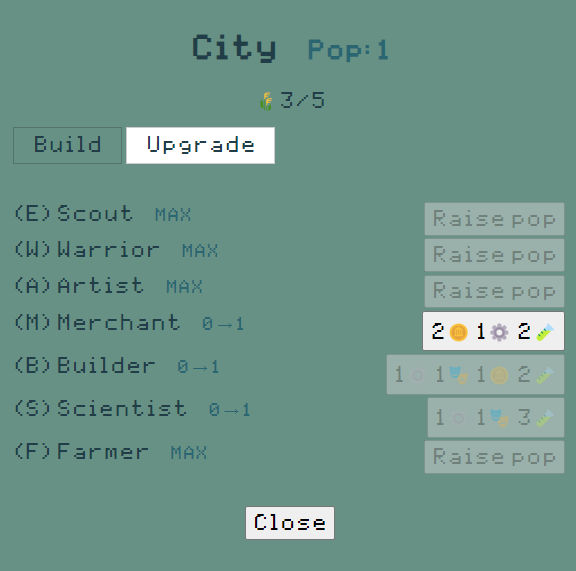 City Pop:1
3/5
Build Upgrade
(E)Scout MAX Raise pop
(W)Warrior MAX Raise pop
(A)Artist MAX Raise pop
(M)Merchant 0→1 2 1 2
(B)Builder 0→1 1 1 1 2
(S)Scientist 0→1 1 1 3
(F)Farmer MAX Raise pop
Close